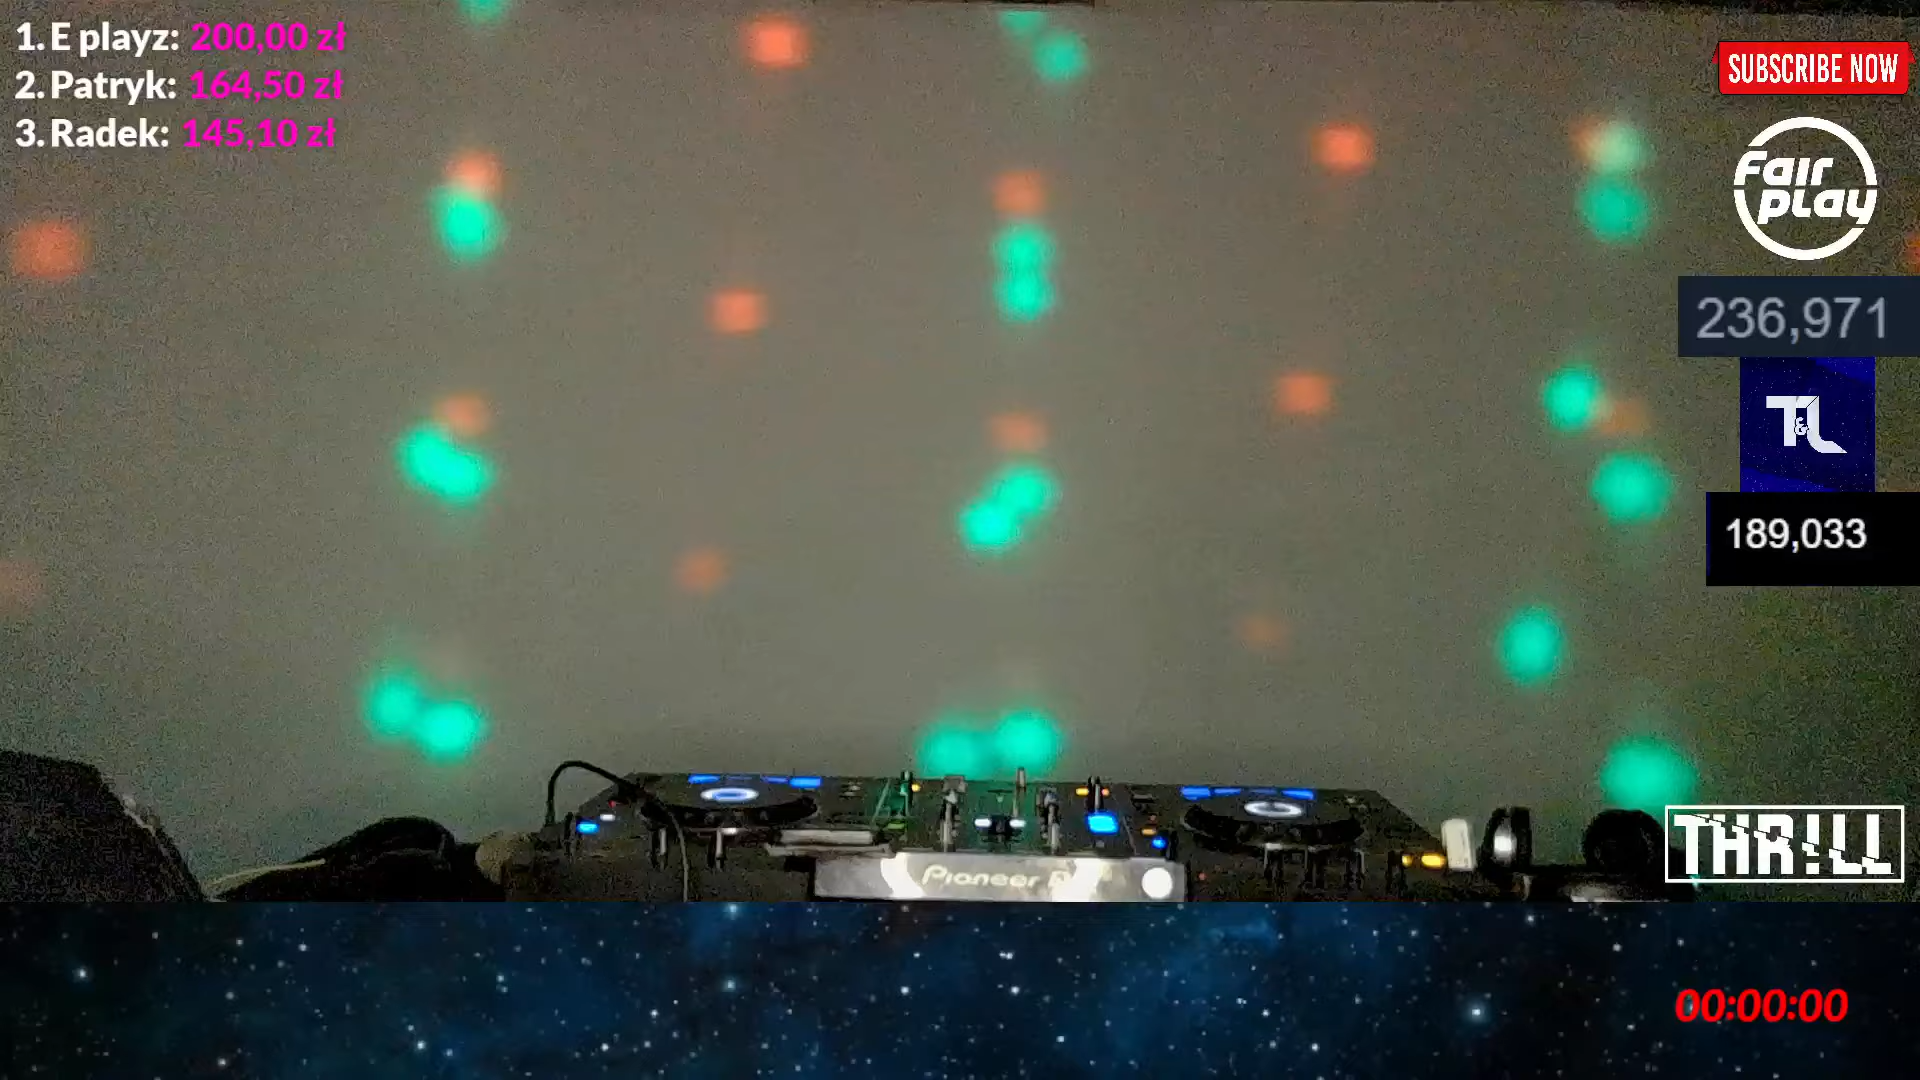 1. E playz: 200,00 zł
2. Patryk: 164,50 zł
3. Radek: 145,10 zł
SUBSCRIBE NOW
Fair play
236,971
T&L
189,033
Pioneer
THR!LL
00:00:00